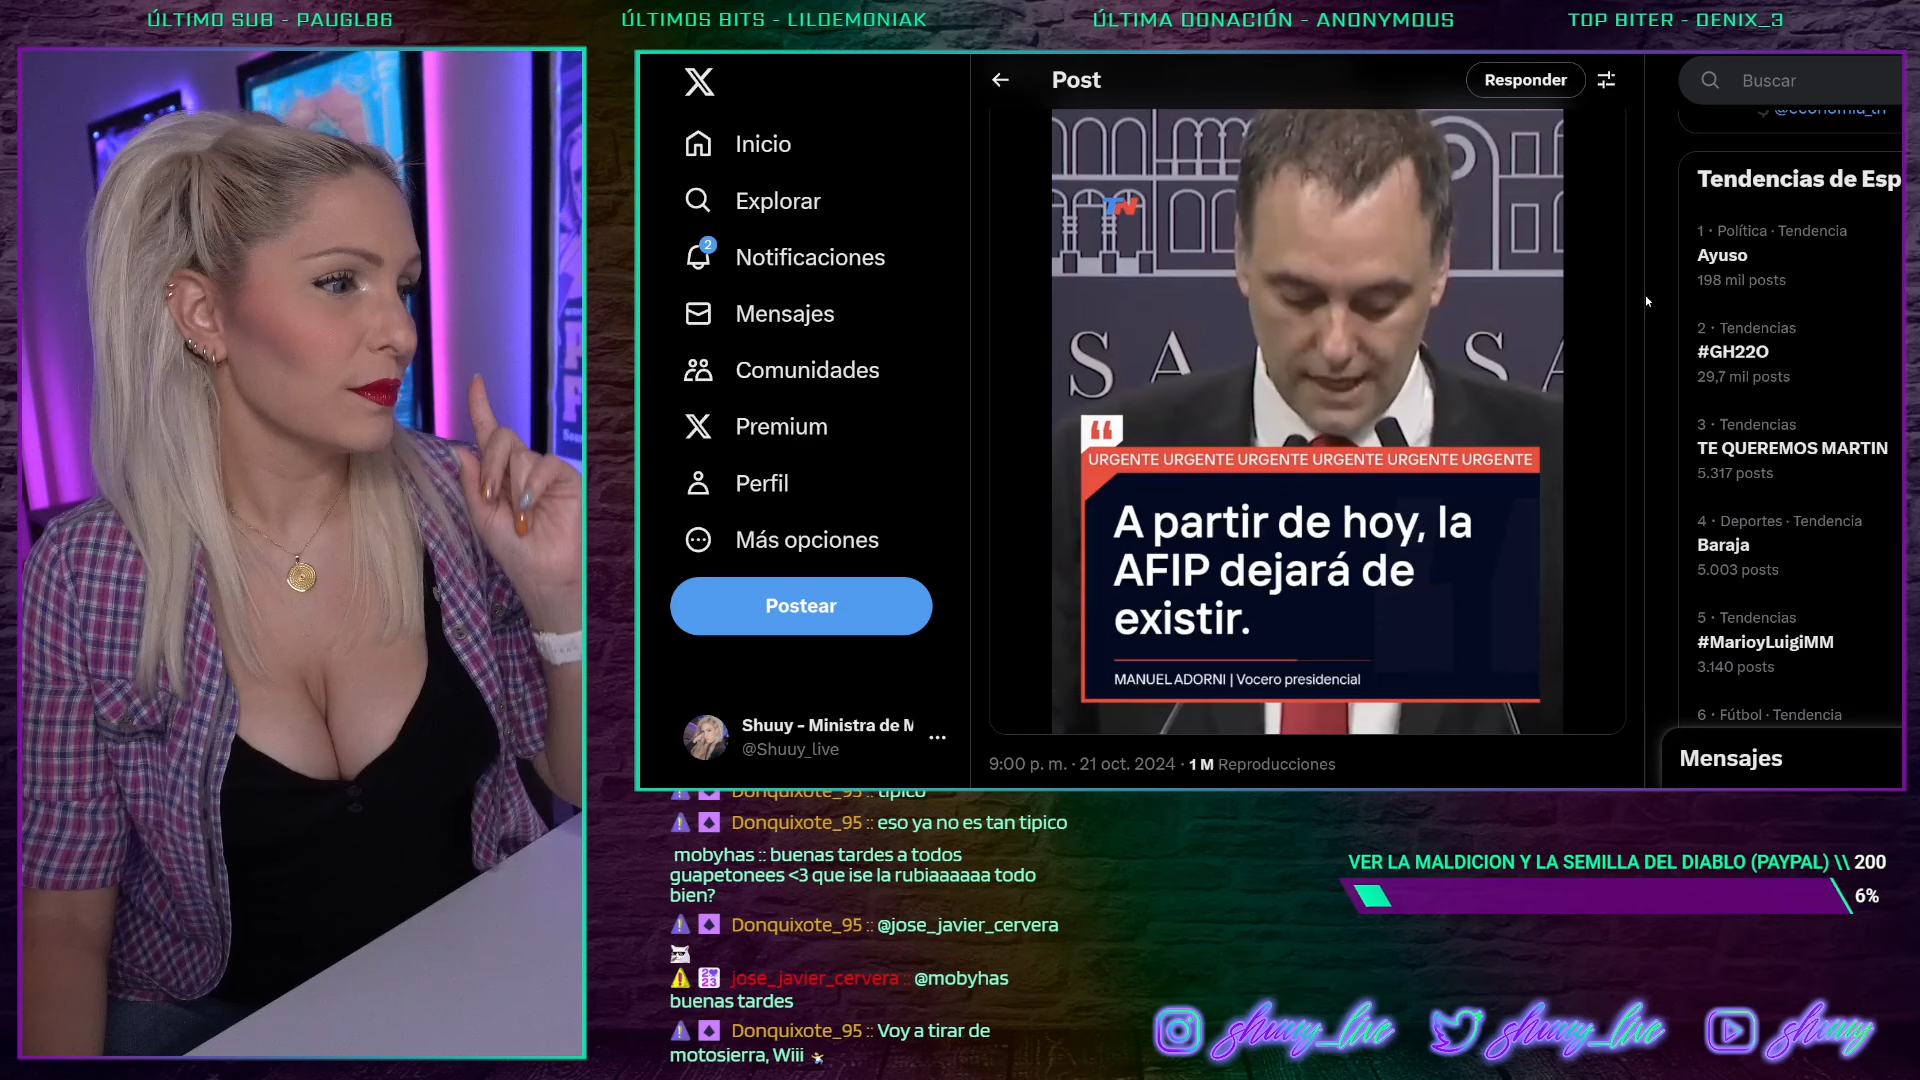 ÚLTIMO SUB - PAUGL86
ÚLTIMOS BITS - LILDEMONIAK
ÚLTIMA DONACIÓN - ANONYMOUS
TOP BITER - DENIX_3
Inicio
Explorar
2
Notificaciones
Mensajes
Comunidades
Premium
Perfil
Más opciones
Postear
Shuuy - Ministra de
@Shuuy_live
Post
Responder
TN
S A S A
URGENTE URGENTE URGENTE URGENTE URGENTE URGENTE
A partir de hoy, la
AFIP dejará de
existir.
MANUEL ADORNI | Vocero presidencial
9:00 p. m. · 21 oct. 2024 · 1 M Reproducciones
Buscar
Tendencias de Esp
1 · Política · Tendencia
Ayuso
198 mil posts
2 · Tendencias
#GH22O
29,7 mil posts
3 · Tendencias
TE QUEREMOS MARTIN
5.317 posts
4 · Deportes · Tendencia
Baraja
5.003 posts
5 · Tendencias
#MarioyLuigiMM
3.140 posts
6 · Fútbol · Tendencia
Mensajes
Donquixote_95 :: tipico
Donquixote_95 :: eso ya no es tan tipico
mobyhas :: buenas tardes a todos
guapetonees <3 que ise la rubiaaaaaa todo
bien?
Donquixote_95 :: @jose_javier_cervera
jose_javier_cervera :: @mobyhas
buenas tardes
Donquixote_95 :: Voy a tirar de
motosierra, Wiii
VER LA MALDICION Y LA SEMILLA DEL DIABLO (PAYPAL) \\ 200
6%
shuuy_live
shuuy_live
shuuy